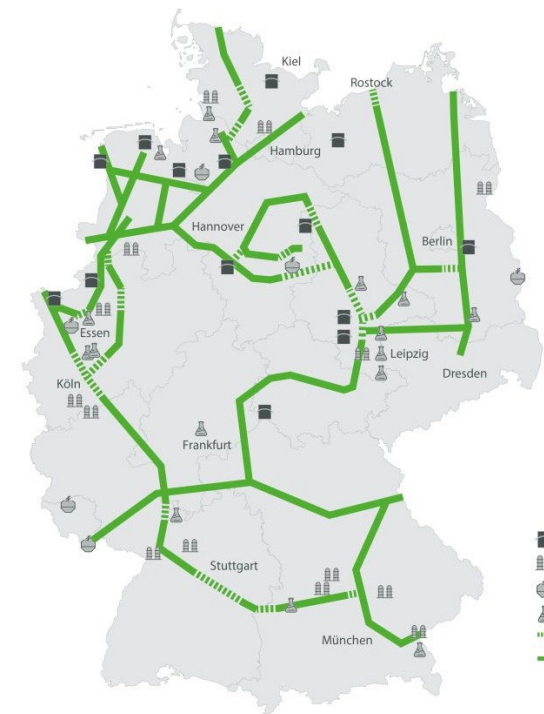 Kiel
Rostock
Hamburg
Hannover
Berlin
Essen
Leipzig
Köln
Dresden
Frankfurt
Stuttgart
München